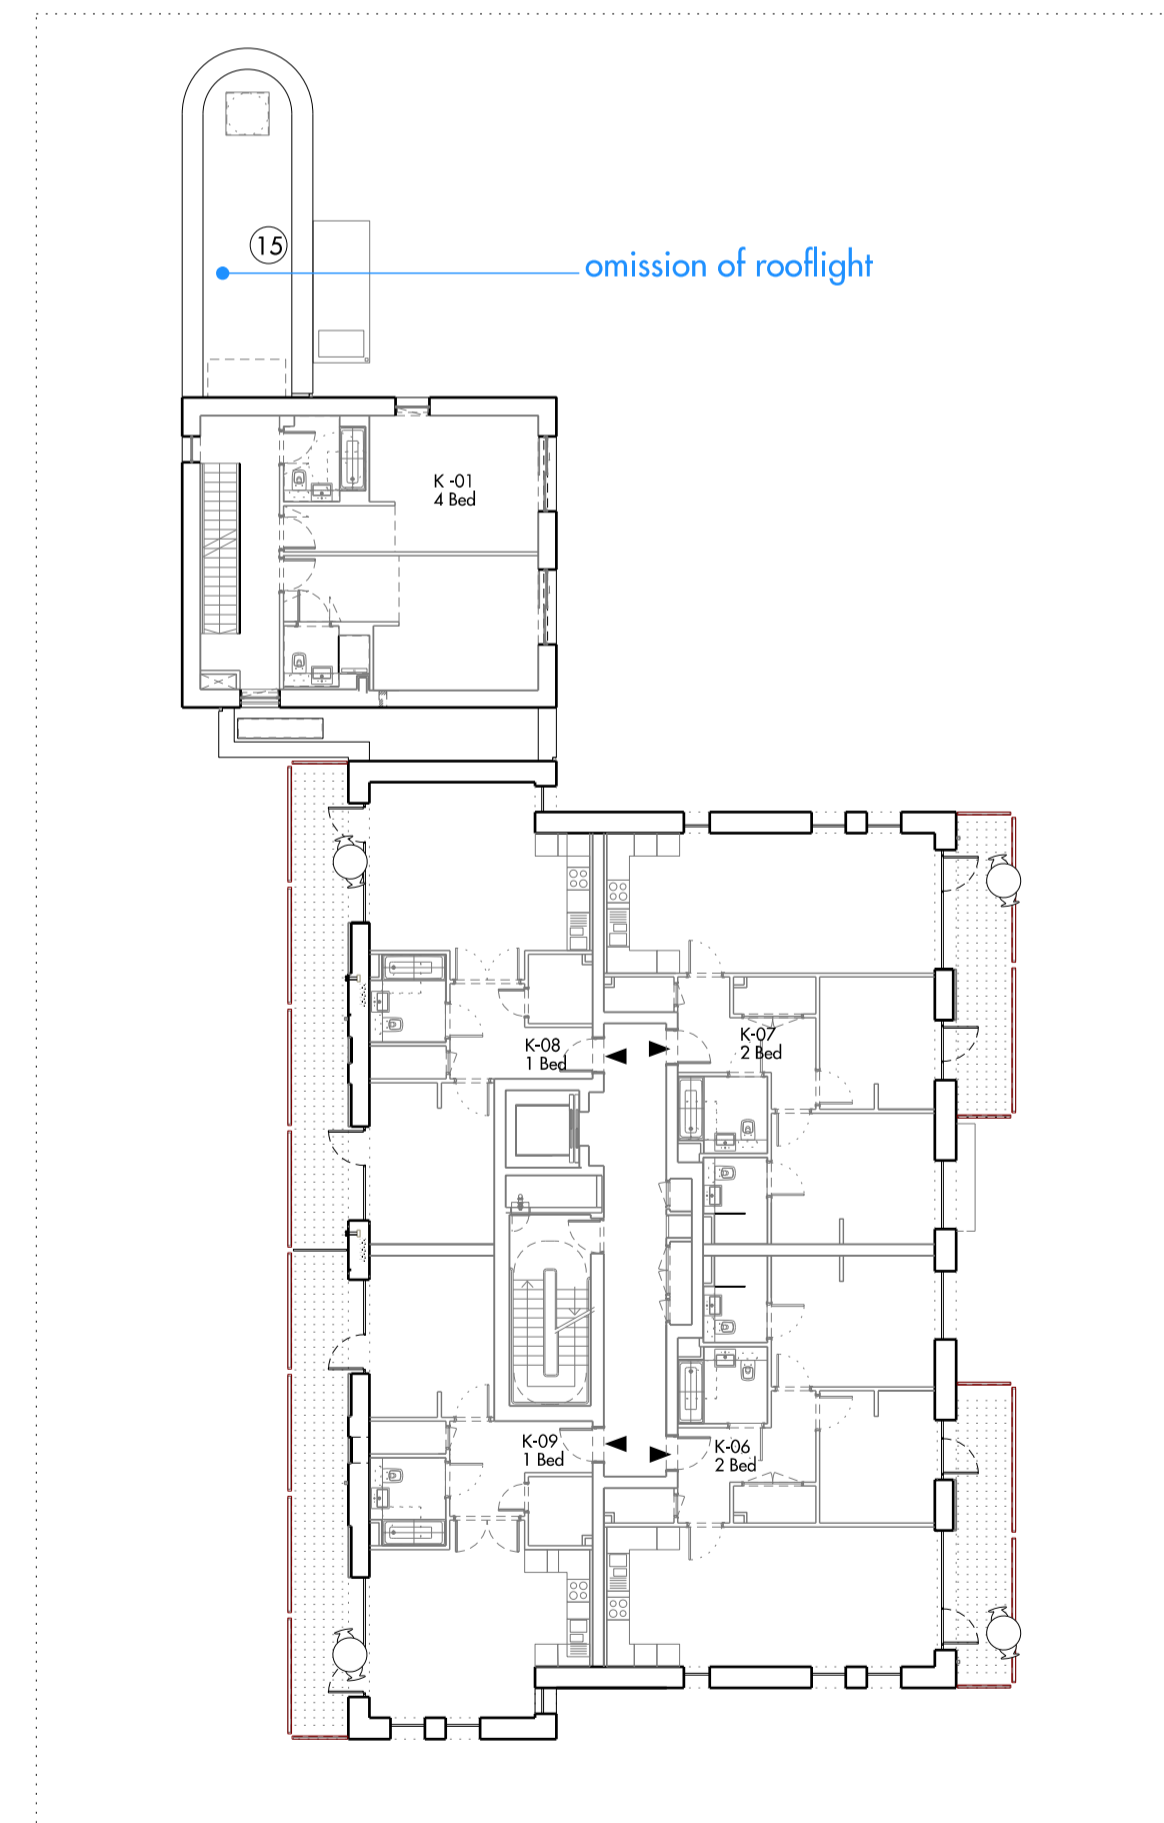 15
omission of rooflight
K -01
4 Bed
K-08
1 Bed
K-07
2 Bed
K-09
1 Bed
K-06
2 Bed